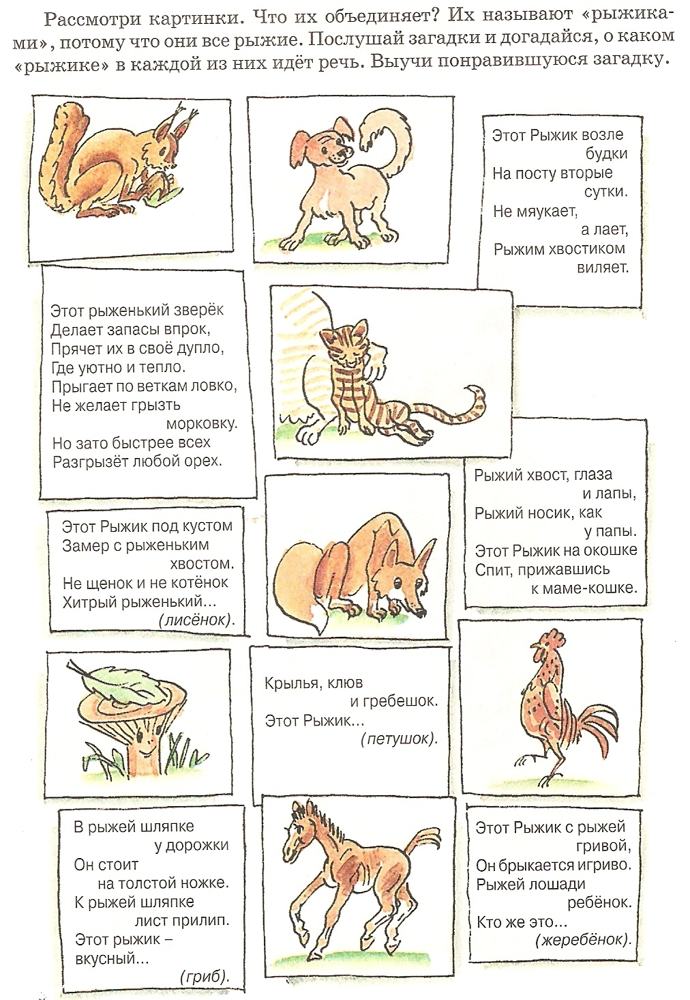 Рассмотри картинки. Что их объединяет? Их называют «рыжика-
ми», потому что они все рыжие. Послушай загадки и догадайся, о каком
«рыжике» в каждой из них идёт речь. Выучи понравившуюся загадку.
Этот Рыжик возле
будки
На посту вторые
сутки.
Не мяукает,
а лает,
Рыжим хвостиком
виляет.
Этот рыженький зверёк
Делает запасы впрок,
Прячет их в своё дупло,
Где уютно и тепло.
Прыгает по веткам ловко,
Не желает грызть
морковку.
Но зато быстрее всех
Разгрызёт любой орех.
Рыжий хвост, глаза
и лапы,
Рыжий носик, как
у папы.
Этот Рыжик на окошке
Спит, прижавшись
к маме-кошке.
Этот Рыжик под кустом
Замер с рыженьким
хвостом.
Не щенок и не котёнок
Хитрый рыженький...
(лисёнок).
Крылья, клюв
и гребешок.
Этот Рыжик...
(петушок).
В рыжей шляпке
у дорожки
Он стоит
на толстой ножке.
К рыжей шляпке
лист прилип.
Этот рыжик –
вкусный...
(гриб).
Этот Рыжик с рыжей
гривой,
Он брыкается игриво.
Рыжей лошади
ребёнок.
Кто же это...
(жеребёнок).